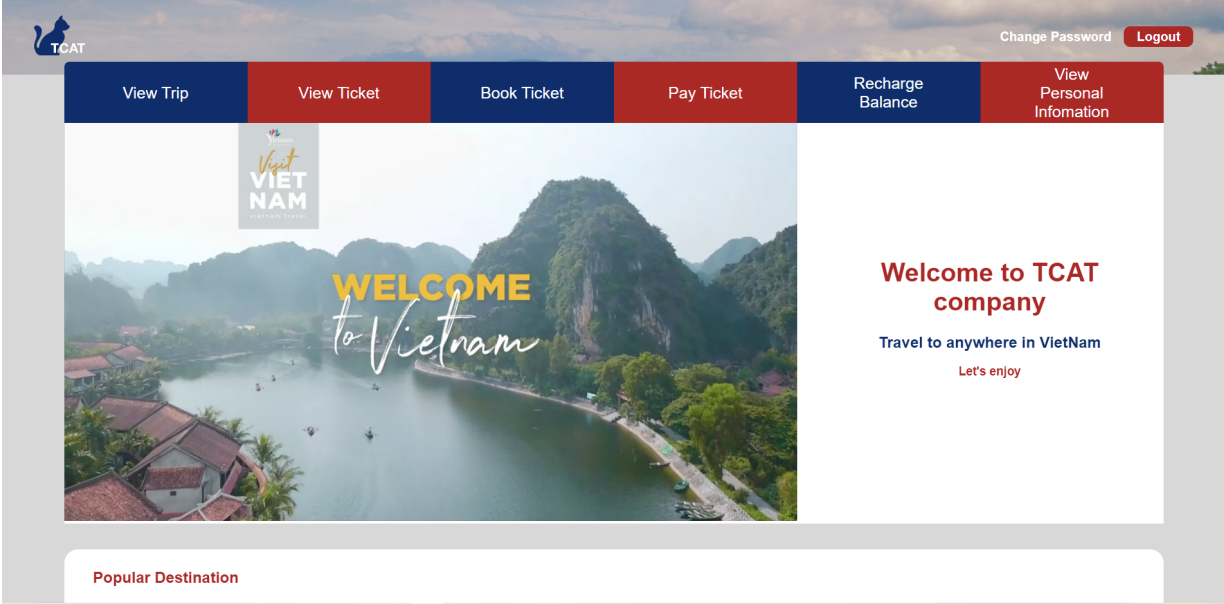 TCAT
Change Password
Logout
View Trip
View Ticket
Book Ticket
Pay Ticket
Recharge
Balance
View
Personal
Infomation
Visit
VIET
NAM
vietnam travel
WELCOME
to Vietnam
Welcome to TCAT
company
Travel to anywhere in VietNam
Let's enjoy
Popular Destination